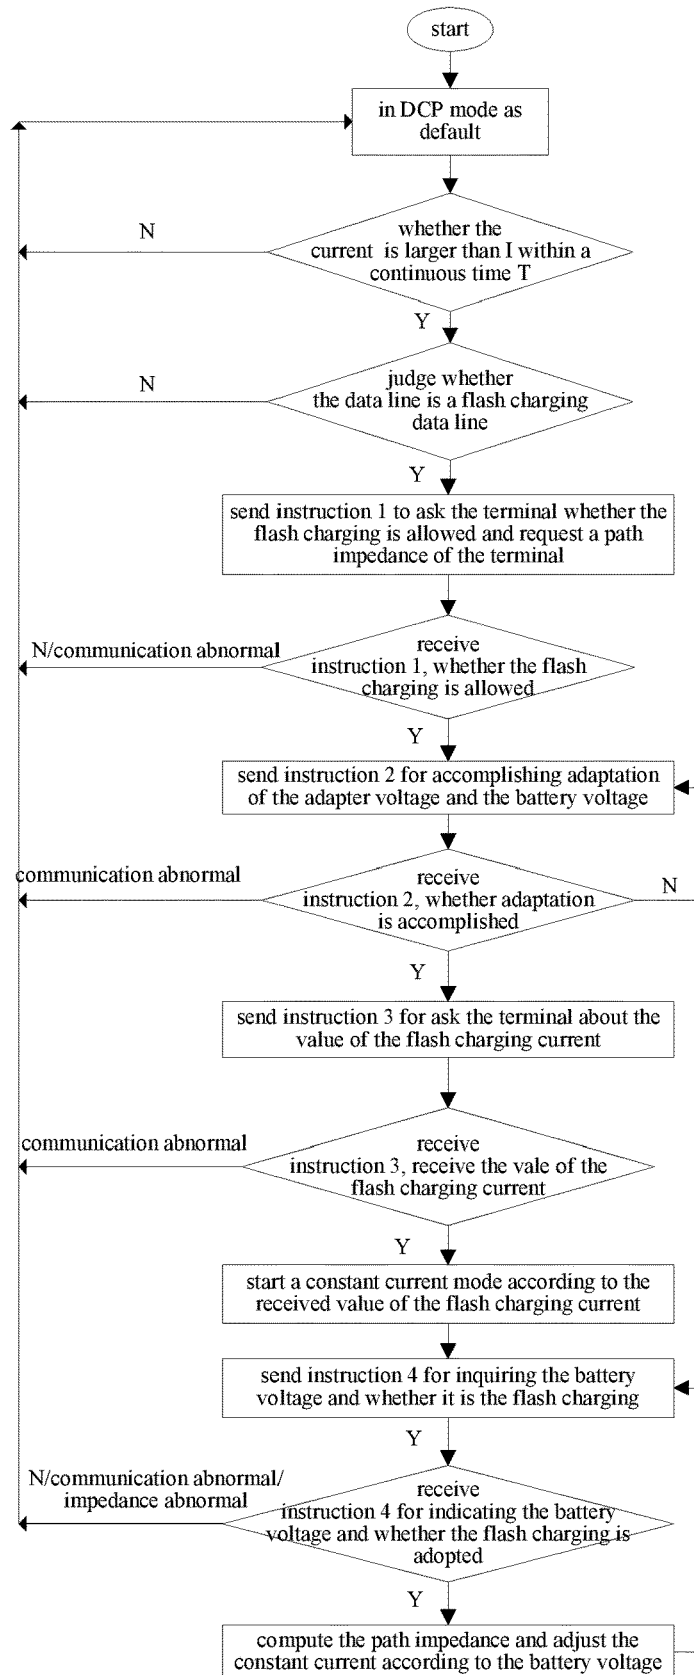 start
in DCP mode as
default
whether the
current is larger than I within a
continuous time T
N
Y
judge whether
the data line is a flash charging
data line
N
Y
send instruction 1 to ask the terminal whether the
flash charging is allowed and request a path
impedance of the terminal
receive
instruction 1, whether the flash
charging is allowed
N/communication abnormal
Y
send instruction 2 for accomplishing adaptation
of the adapter voltage and the battery voltage
receive
instruction 2, whether adaptation
is accomplished
communication abnormal
N
Y
send instruction 3 for ask the terminal about the
value of the flash charging current
receive
instruction 3, receive the vale of the
flash charging current
communication abnormal
Y
start a constant current mode according to the
received value of the flash charging current
send instruction 4 for inquiring the battery
voltage and whether it is the flash charging
Y
receive
instruction 4 for indicating the battery
voltage and whether the flash charging is
adopted
N/communication abnormal/
impedance abnormal
Y
compute the path impedance and adjust the
constant current according to the battery voltage